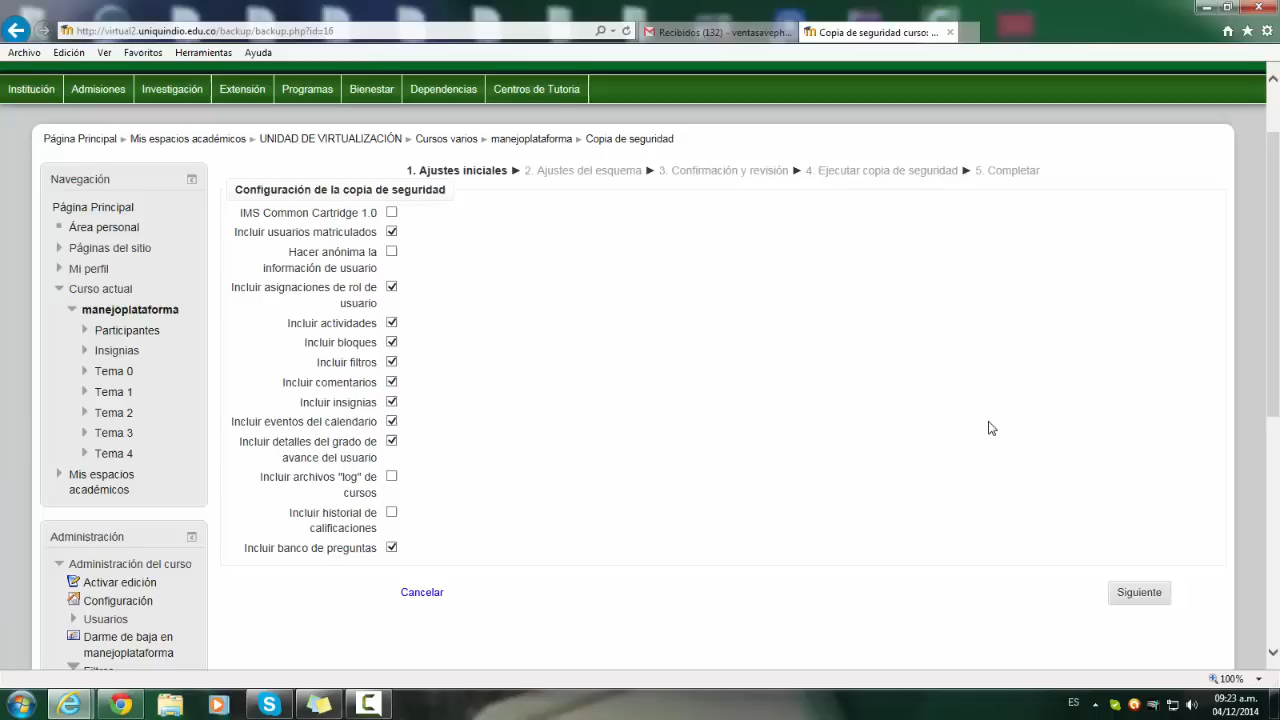 http://virtual2.uniquindio.edu.co/backup/backup.php?id=16
Recibidos (132) - ventasaveph...
Copia de seguridad curso: ...
Archivo Edición Ver Favoritos Herramientas Ayuda
Institución Admisiones Investigación Extensión Programas Bienestar Dependencias Centros de Tutoria
Página Principal ► Mis espacios académicos ► UNIDAD DE VIRTUALIZACIÓN ► Cursos varios ► manejoplataforma ► Copia de seguridad
Navegación
Página Principal
Área personal
Páginas del sitio
Mi perfil
Curso actual
manejoplataforma
Participantes
Insignias
Tema 0
Tema 1
Tema 2
Tema 3
Tema 4
Mis espacios
académicos
Administración
Administración del curso
Activar edición
Configuración
Usuarios
Darme de baja en
manejoplataforma
Filtros
1. Ajustes iniciales ► 2. Ajustes del esquema ► 3. Confirmación y revisión ► 4. Ejecutar copia de seguridad ► 5. Completar
Configuración de la copia de seguridad
IMS Common Cartridge 1.0
Incluir usuarios matriculados
Hacer anónima la
información de usuario
Incluir asignaciones de rol de
usuario
Incluir actividades
Incluir bloques
Incluir filtros
Incluir comentarios
Incluir insignias
Incluir eventos del calendario
Incluir detalles del grado de
avance del usuario
Incluir archivos "log" de
cursos
Incluir historial de
calificaciones
Incluir banco de preguntas
Cancelar
Siguiente
100%
ES
09:23 a.m.
04/12/2014